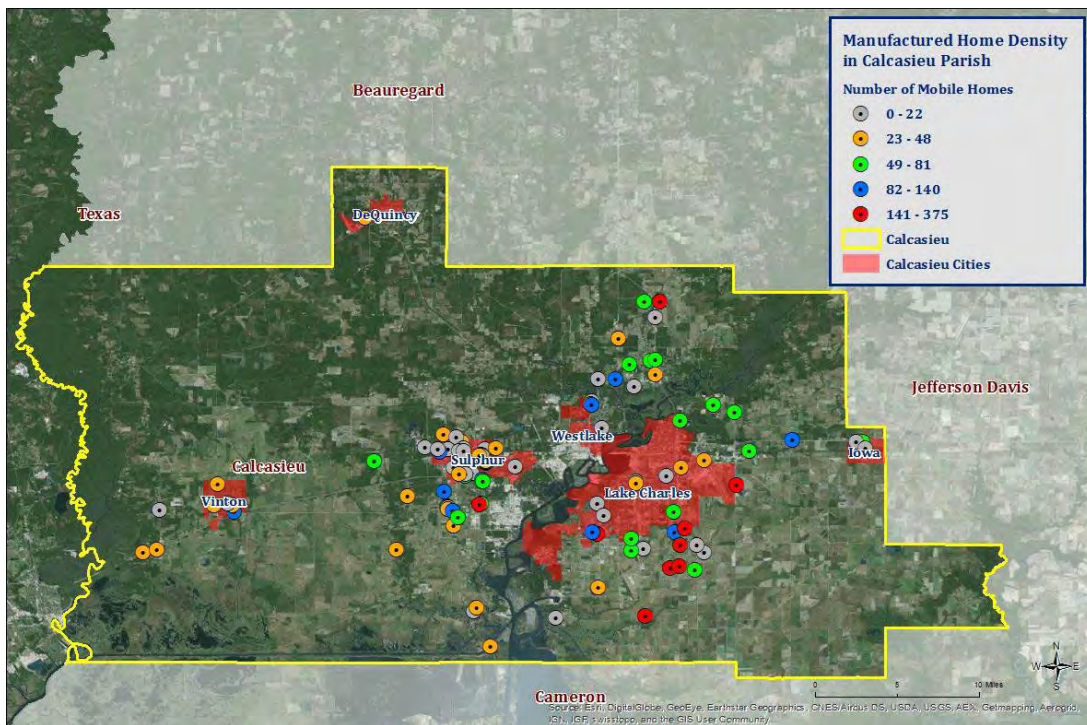 Manufactured Home Density
in Calcasieu Parish
Number of Mobile Homes
0 - 22
23 - 48
49 - 81
82 - 140
141 - 375
Calcasieu
Calcasieu Cities
Beauregard
Texas
DeQuincy
Jefferson Davis
Westlake
Iowa
Sulphur
Calcasieu
Lake Charles
Vinton
N
W E
S
0 5 10 Miles
Cameron
Source: Esri, DigitalGlobe, GeoEye, Earthstar Geographics, CNES/Airbus DS, USDA, USGS, AEX, Getmapping, Aerogrid,
IGN, IGP, swisstopo, and the GIS User Community